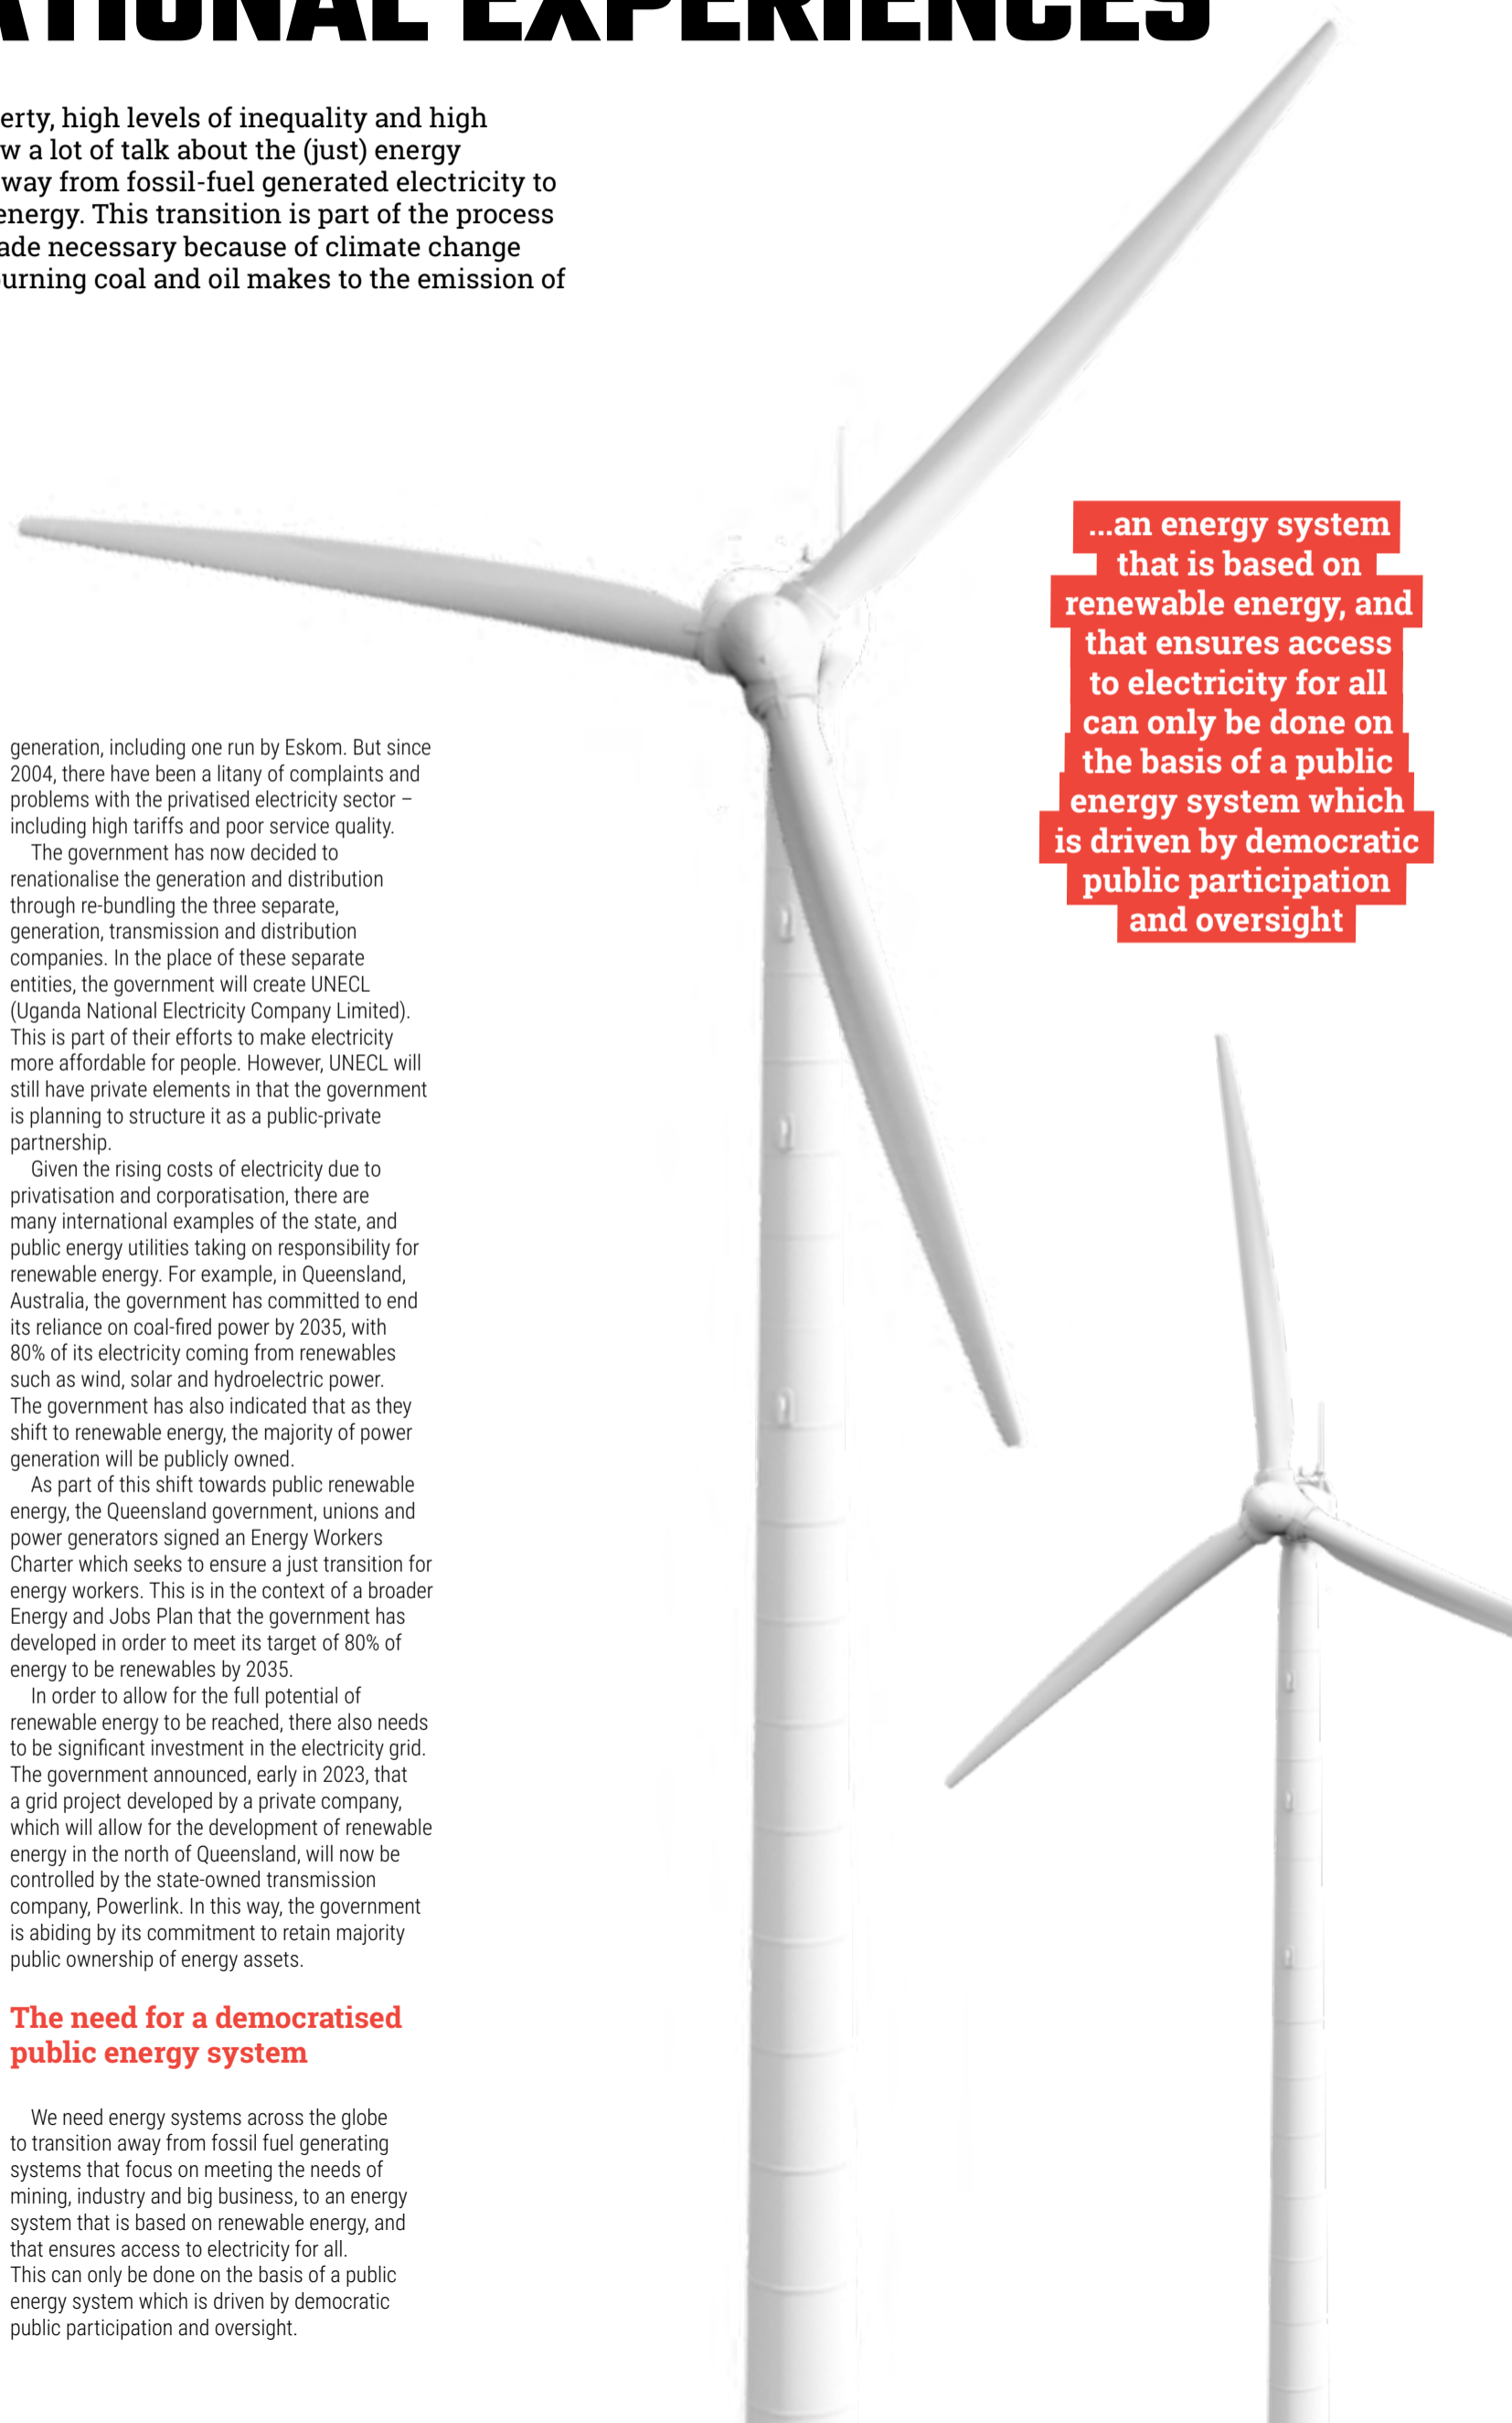 ATIONAL EXPERIENCES
erty, high levels of inequality and high
w a lot of talk about the (just) energy
way from fossil-fuel generated electricity to
energy. This transition is part of the process
ade necessary because of climate change
urning coal and oil makes to the emission of
generation, including one run by Eskom. But since
2004, there have been a litany of complaints and
problems with the privatised electricity sector –
including high tariffs and poor service quality.
The government has now decided to
renationalise the generation and distribution
through re-bundling the three separate,
generation, transmission and distribution
companies. In the place of these separate
entities, the government will create UNECL
(Uganda National Electricity Company Limited).
This is part of their efforts to make electricity
more affordable for people. However, UNECL will
still have private elements in that the government
is planning to structure it as a public-private
partnership.
Given the rising costs of electricity due to
privatisation and corporatisation, there are
many international examples of the state, and
public energy utilities taking on responsibility for
renewable energy. For example, in Queensland,
Australia, the government has committed to end
its reliance on coal-fired power by 2035, with
80% of its electricity coming from renewables
such as wind, solar and hydroelectric power.
The government has also indicated that as they
shift to renewable energy, the majority of power
generation will be publicly owned.
As part of this shift towards public renewable
energy, the Queensland government, unions and
power generators signed an Energy Workers
Charter which seeks to ensure a just transition for
energy workers. This is in the context of a broader
Energy and Jobs Plan that the government has
developed in order to meet its target of 80% of
energy to be renewables by 2035.
In order to allow for the full potential of
renewable energy to be reached, there also needs
to be significant investment in the electricity grid.
The government announced, early in 2023, that
a grid project developed by a private company,
which will allow for the development of renewable
energy in the north of Queensland, will now be
controlled by the state-owned transmission
company, Powerlink. In this way, the government
is abiding by its commitment to retain majority
public ownership of energy assets.
The need for a democratised
public energy system
We need energy systems across the globe
to transition away from fossil fuel generating
systems that focus on meeting the needs of
mining, industry and big business, to an energy
system that is based on renewable energy, and
that ensures access to electricity for all.
This can only be done on the basis of a public
energy system which is driven by democratic
public participation and oversight.
...an energy system
that is based on
renewable energy, and
that ensures access
to electricity for all
can only be done on
the basis of a public
energy system which
is driven by democratic
public participation
and oversight